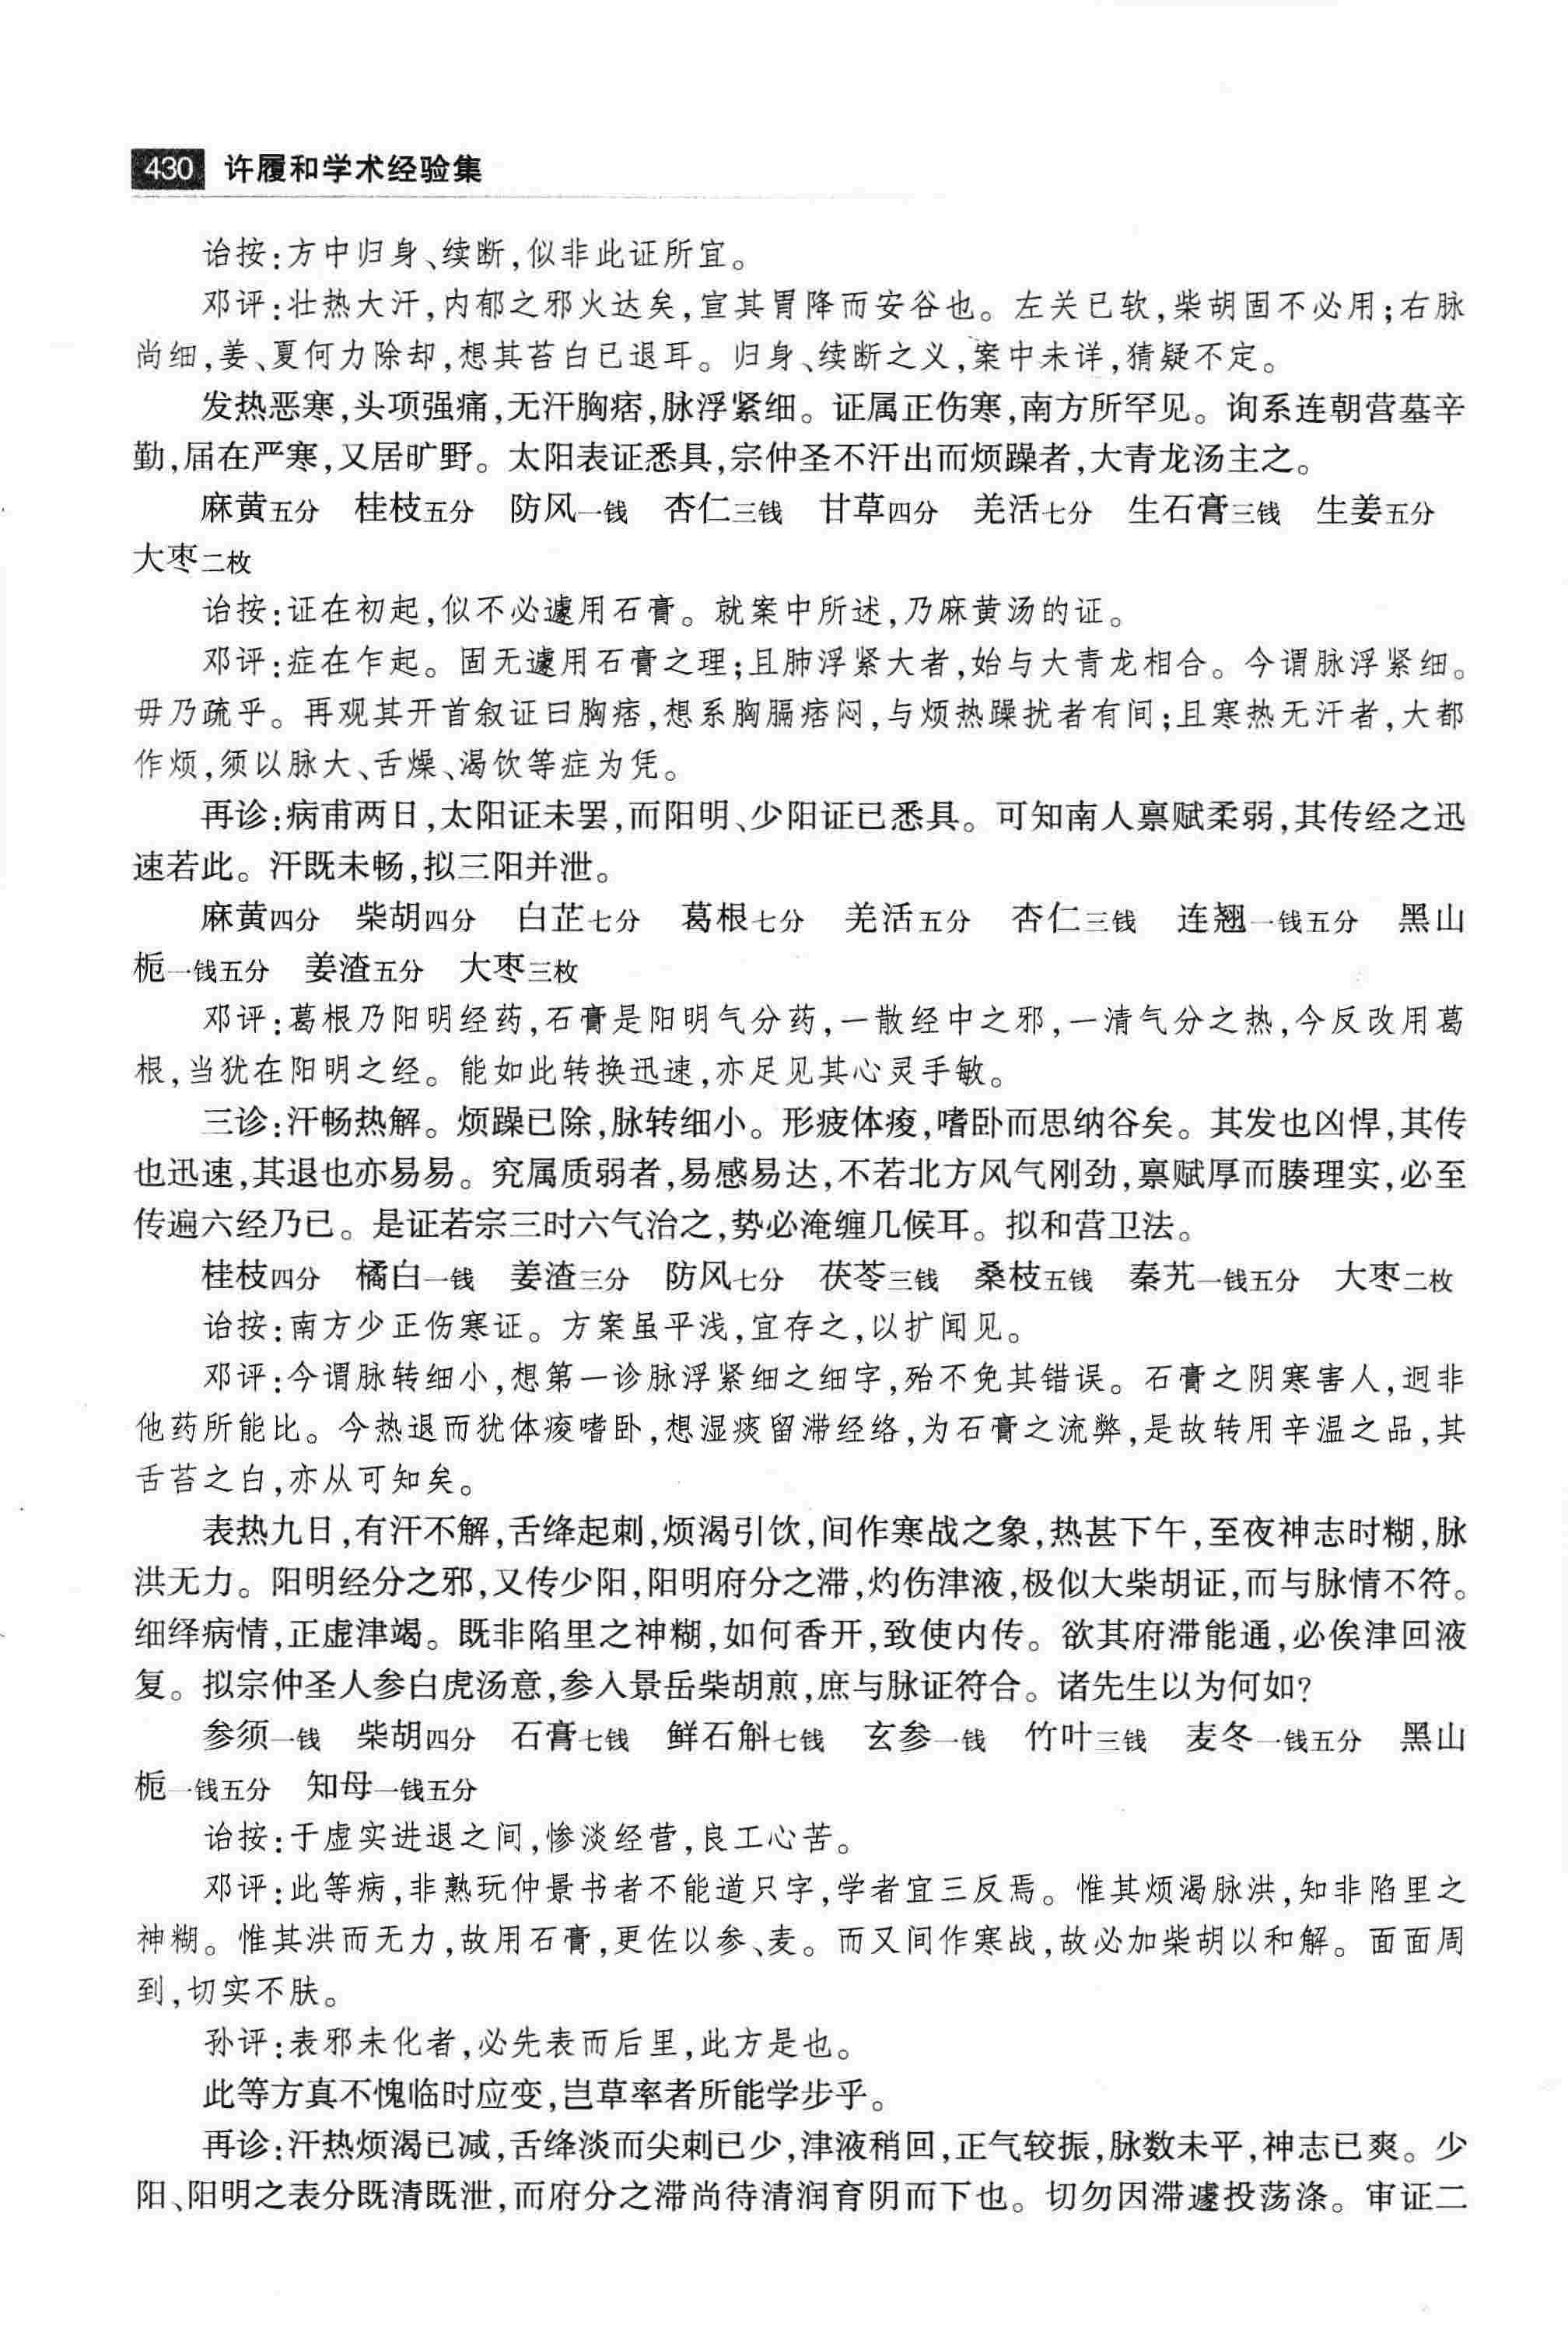 430 许履和学术经验集
诒按:方中归身、续断,似非此证所宜。
邓评:壮热大汗,内郁之邪火达矣,宣其胃降而安谷也。左关已软,柴胡固不必用;右脉
尚细,姜、夏何力除却,想其苔白已退耳。归身、续断之义,案中未详,猜疑不定。
发热恶寒,头项强痛,无汗胸痞,脉浮紧细。证属正伤寒,南方所罕见。询系连朝营墓辛
勤,届在严寒,又居旷野。太阳表证悉具,宗仲圣不汗出而烦躁者,大青龙汤主之。
麻黄五分 桂枝五分 防风一钱 杏仁三钱 甘草四分 羌活七分 生石膏三钱 生姜五分
大枣二枚
诒按:证在初起,似不必遽用石膏。就案中所述,乃麻黄汤的证。
邓评:症在乍起。固无遽用石膏之理;且肺浮紧大者,始与大青龙相合。今谓脉浮紧细。
毋乃疏乎。再观其开首叙证曰胸痞,想系胸膈痞闷,与烦热躁扰者有间;且寒热无汗者,大都
作烦,须以脉大、舌燥、渴饮等症为凭。
再诊:病甫两日,太阳证未罢,而阳明、少阳证已悉具。可知南人禀赋柔弱,其传经之迅
速若此。汗既未畅,拟三阳并泄。
麻黄四分 柴胡四分 白芷七分 葛根七分 羌活五分 杏仁三钱 连翘一钱五分 黑山
栀一钱五分 姜渣五分 大枣三枚
邓评:葛根乃阳明经药,石膏是阳明气分药,一散经中之邪,一清气分之热,今反改用葛
根,当犹在阳明之经。能如此转换迅速,亦足见其心灵手敏。
三诊:汗畅热解。烦躁已除,脉转细小。形疲体痠,嗜卧而思纳谷矣。其发也凶悍,其传
也迅速,其退也亦易易。究属质弱者,易感易达,不若北方风气刚劲,禀赋厚而腠理实,必至
传遍六经乃已。是证若宗三时六气治之,势必淹缠几候耳。拟和营卫法。
桂枝四分 橘白一钱 姜渣三分 防风七分 茯苓三钱 桑枝五钱 秦艽一钱五分 大枣二枚
诒按:南方少正伤寒证。方案虽平浅,宜存之,以扩闻见。
邓评:今谓脉转细小,想第一诊脉浮紧细之细字,殆不免其错误。石膏之阴寒害人,迥非
他药所能比。今热退而犹体痠嗜卧,想湿痰留滞经络,为石膏之流弊,是故转用辛温之品,其
舌苔之白,亦从可知矣。
表热九日,有汗不解,舌绛起刺,烦渴引饮,间作寒战之象,热甚下午,至夜神志时糊,脉
洪无力。阳明经分之邪,又传少阳,阳明府分之滞,灼伤津液,极似大柴胡证,而与脉情不符。
细绎病情,正虚津竭。既非陷里之神糊,如何香开,致使内传。欲其府滞能通,必俟津回液
复。拟宗仲圣人参白虎汤意,参入景岳柴胡煎,庶与脉证符合。诸先生以为何如?
参须一钱 柴胡四分 石膏七钱 鲜石斛七钱 玄参一钱 竹叶三钱 麦冬一钱五分 黑山
栀一钱五分 知母一钱五分
诒按:于虚实进退之间,惨淡经营,良工心苦。
邓评:此等病,非熟玩仲景书者不能道只字,学者宜三反焉。惟其烦渴脉洪,知非陷里之
神糊。惟其洪而无力,故用石膏,更佐以参、麦。而又间作寒战,故必加柴胡以和解。面面周
到,切实不肤。
孙评:表邪未化者,必先表而后里,此方是也。
此等方真不愧临时应变,岂草率者所能学步乎。
再诊:汗热烦渴已减,舌绛淡而尖刺已少,津液稍回,正气较振,脉数未平,神志已爽。少
阳、阳明之表分既清既泄,而府分之滞尚待清润育阴而下也。切勿因滞遽投荡涤。审证二